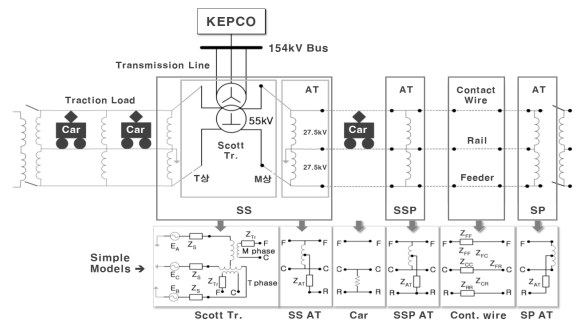 KEPCO
154kV Bus
Transmission Line
AT
AT
Contact Wire
AT
Traction Load
Car
Car
55kV
27.5kV
Car
Scott Tr.
Rail
27.5kV
T상
M상
Feeder
SS
SSP
SP
Simple Models →
E_A
Z_S
Z_Tr
F
M phase
C
E_C
Z_S
T phase
E_B
Z_S
Z_Tr
F
C
F
F
C
C
Z_AT
R
F
F
C
C
R
R
F
F
C
C
Z_AT
R
F
Z_FF
F
Z_FF
Z_FC
C
Z_CC
Z_FR
C
Z_CR
R
Z_RR
R
F
F
C
C
Z_AT
R
Scott Tr.
SS AT
Car
SSP AT
Cont. wire
SP AT